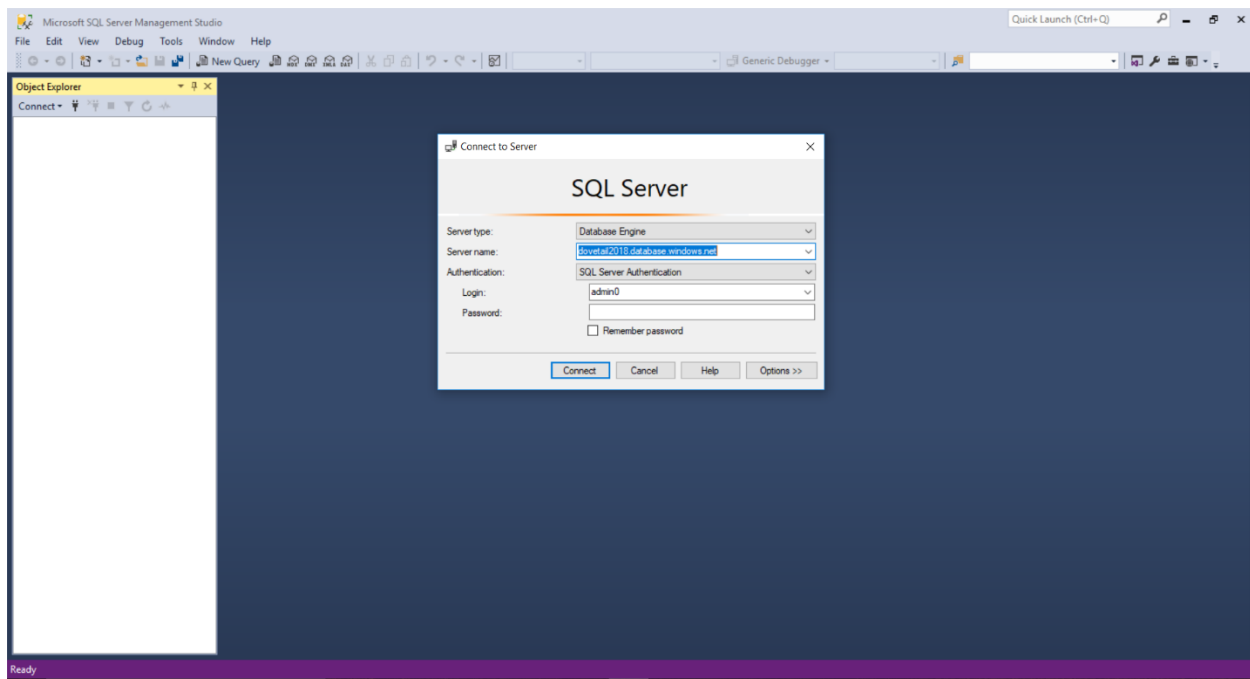 Microsoft SQL Server Management Studio
Quick Launch (Ctrl+Q)
File Edit View Debug Tools Window Help
New Query
Generic Debugger
Object Explorer
Connect
Connect to Server
SQL Server
Server type: Database Engine
Server name: dovetail2018.database.windows.net
Authentication: SQL Server Authentication
Login: admin0
Password:
Remember password
Connect Cancel Help Options >>
Ready